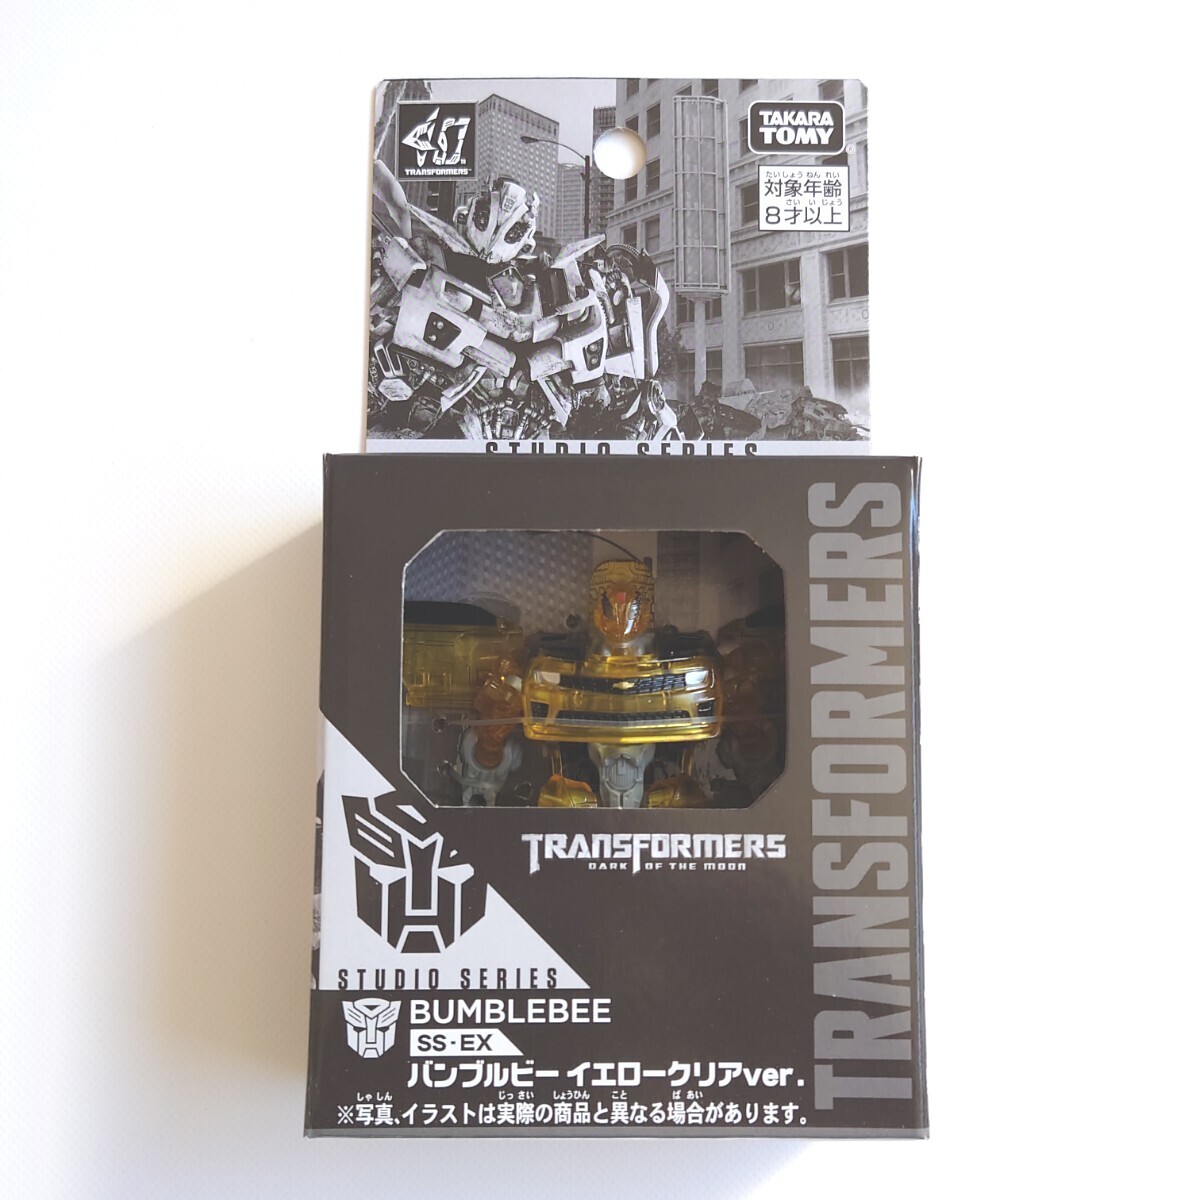 TRANSFORMERS
TAKARA
TOMY
たいしょう ねん れい
対象年齢
さい い じょう
8才以上
STUDIO SERIES
TRANSFORMERS
TRANSFORMERS
DARK OF THE MOON
STUDIO SERIES
BUMBLEBEE
SS-EX
バンブルビー イエロークリアver.
しゃ しん じっ さい しょうひん こと ば あい
※写真、イラストは実際の商品と異なる場合があります。